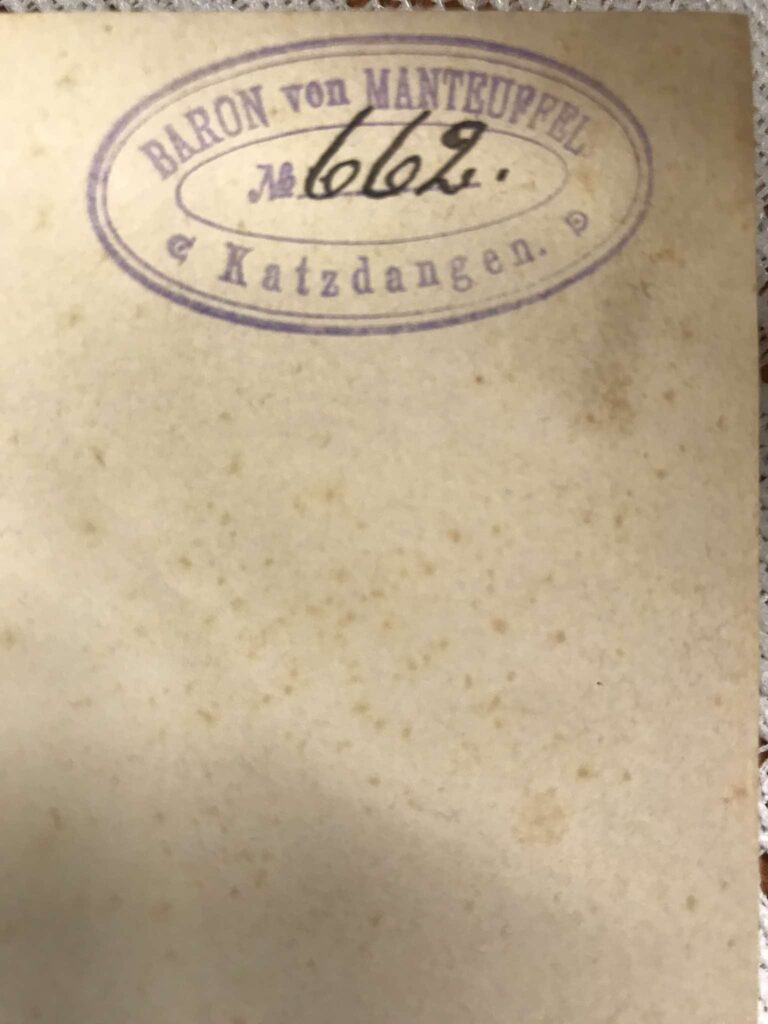 BARON von MANTEUFFEL
№ 662.
Katzdangen.